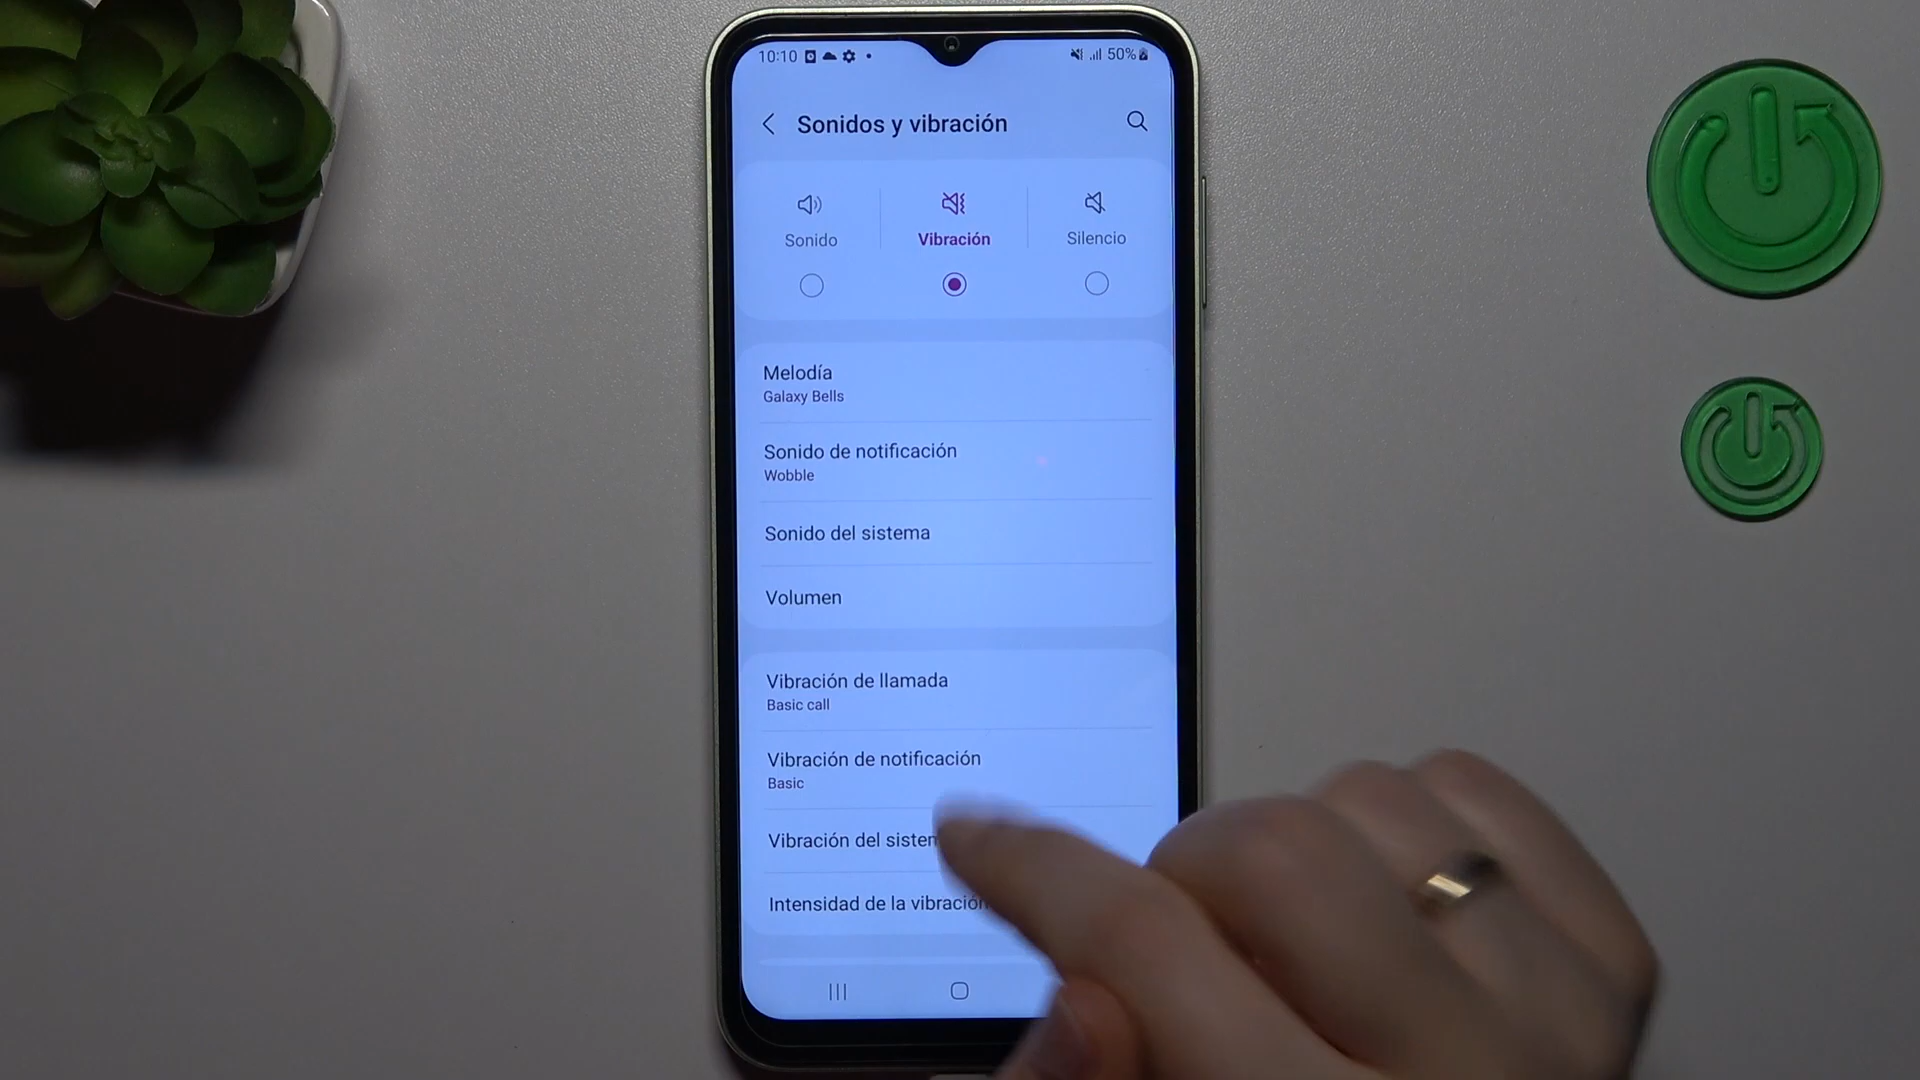 10:10
50%
Sonidos y vibración
Sonido
Vibración
Silencio
Melodía
Galaxy Bells
Sonido de notificación
Wobble
Sonido del sistema
Volumen
Vibración de llamada
Basic call
Vibración de notificación
Basic
Vibración del sisten
Intensidad de la vibración